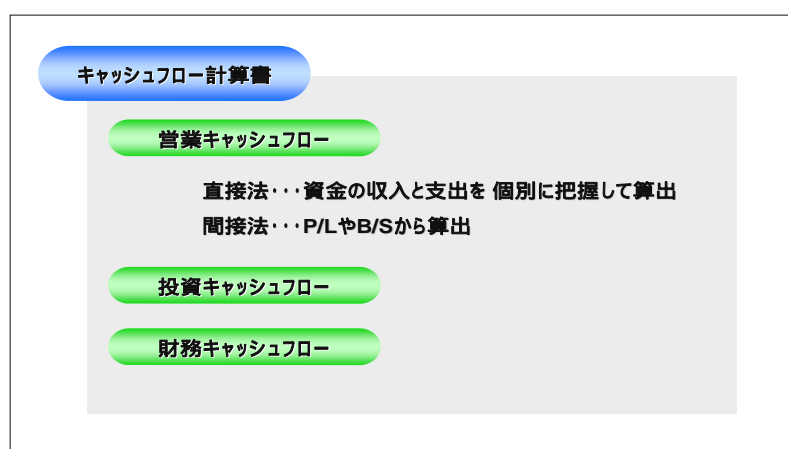 キャッシュフロー計算書
営業キャッシュフロー
直接法･･･資金の収入と支出を 個別に把握して算出
間接法･･･P/LやB/Sから算出
投資キャッシュフロー
財務キャッシュフロー